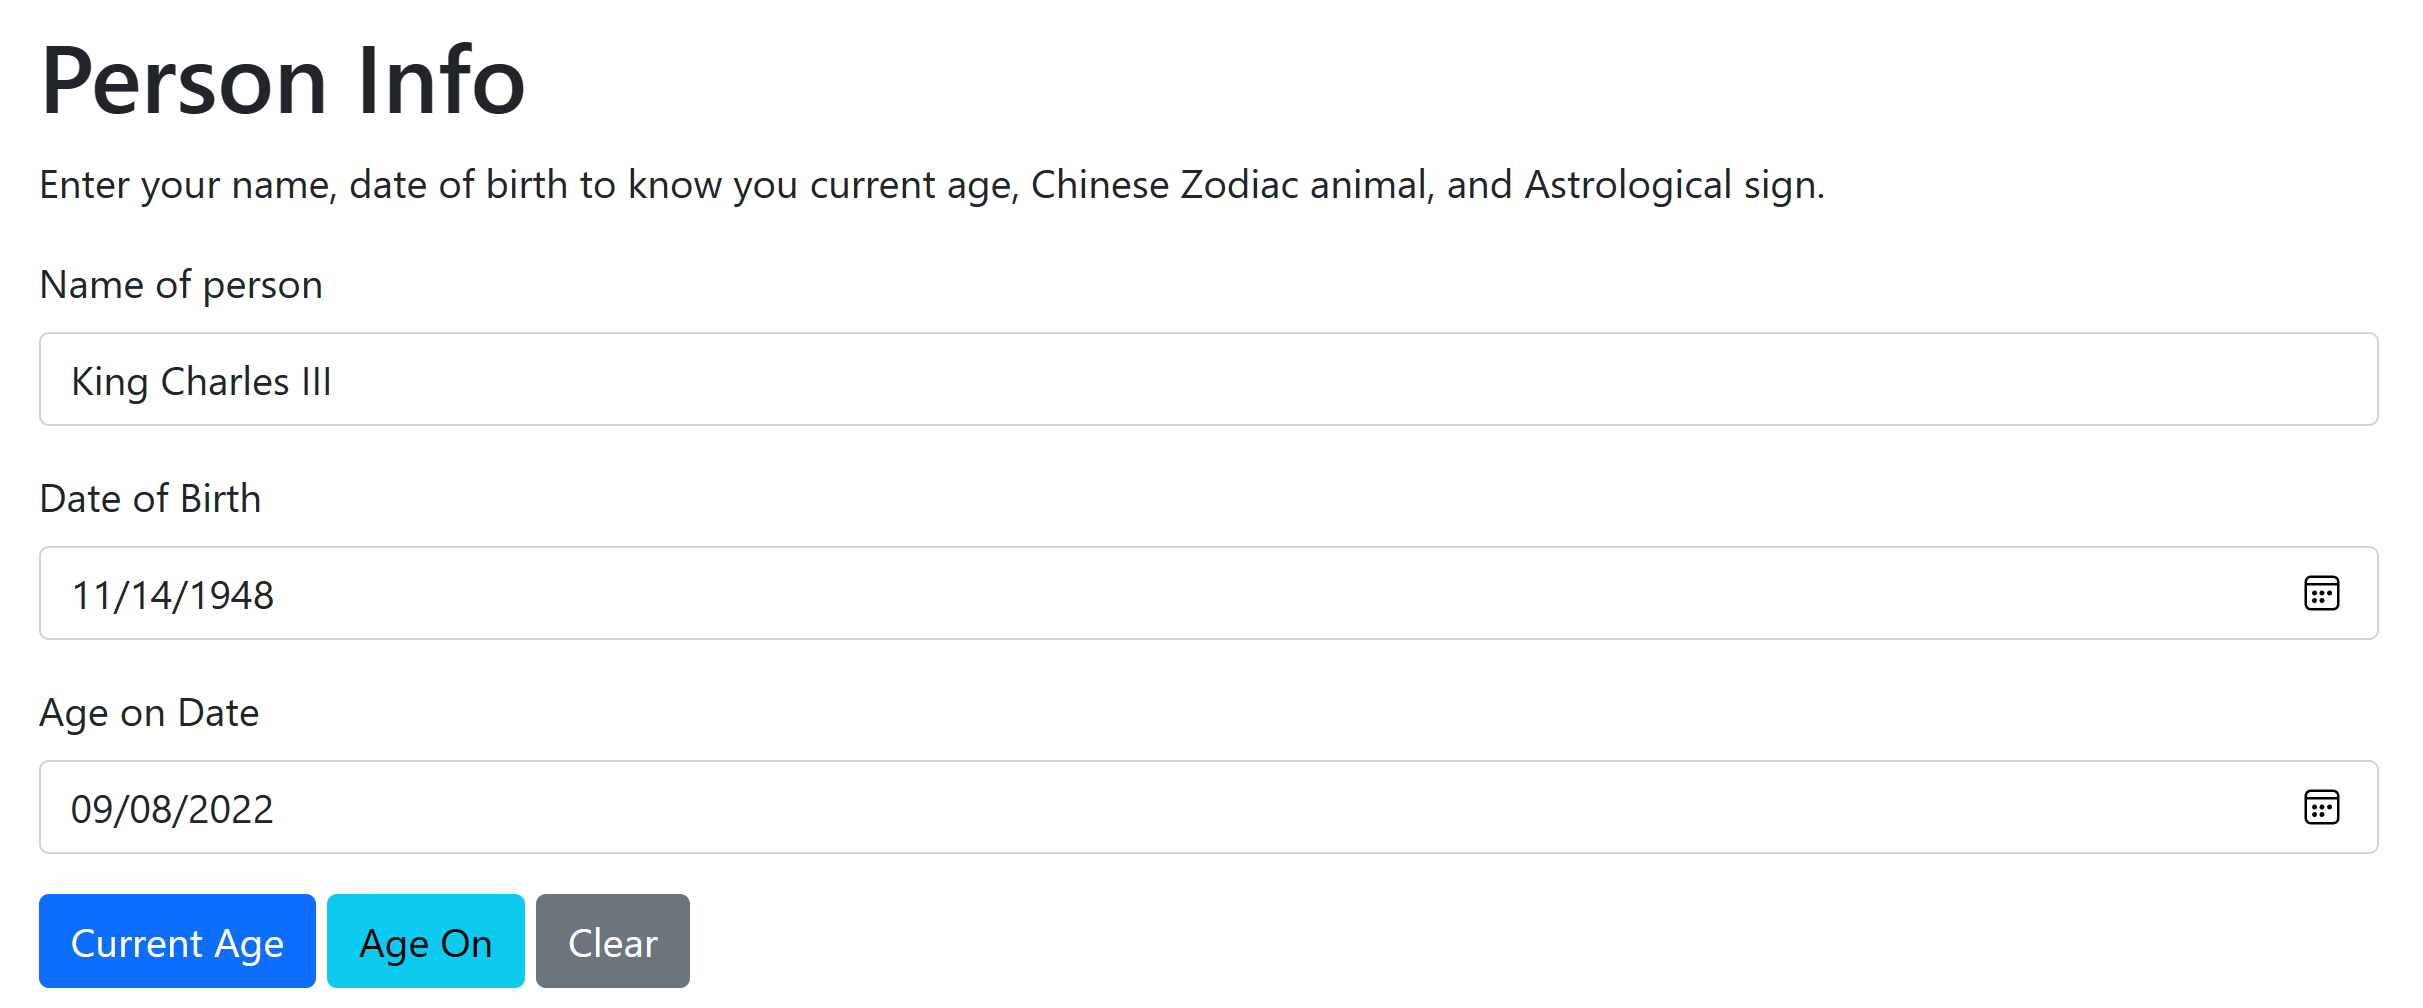 Person Info
Enter your name, date of birth to know you current age, Chinese Zodiac animal, and Astrological sign.
Name of person
King Charles III
Date of Birth
11/14/1948
Age on Date
09/08/2022
Current Age Age On Clear